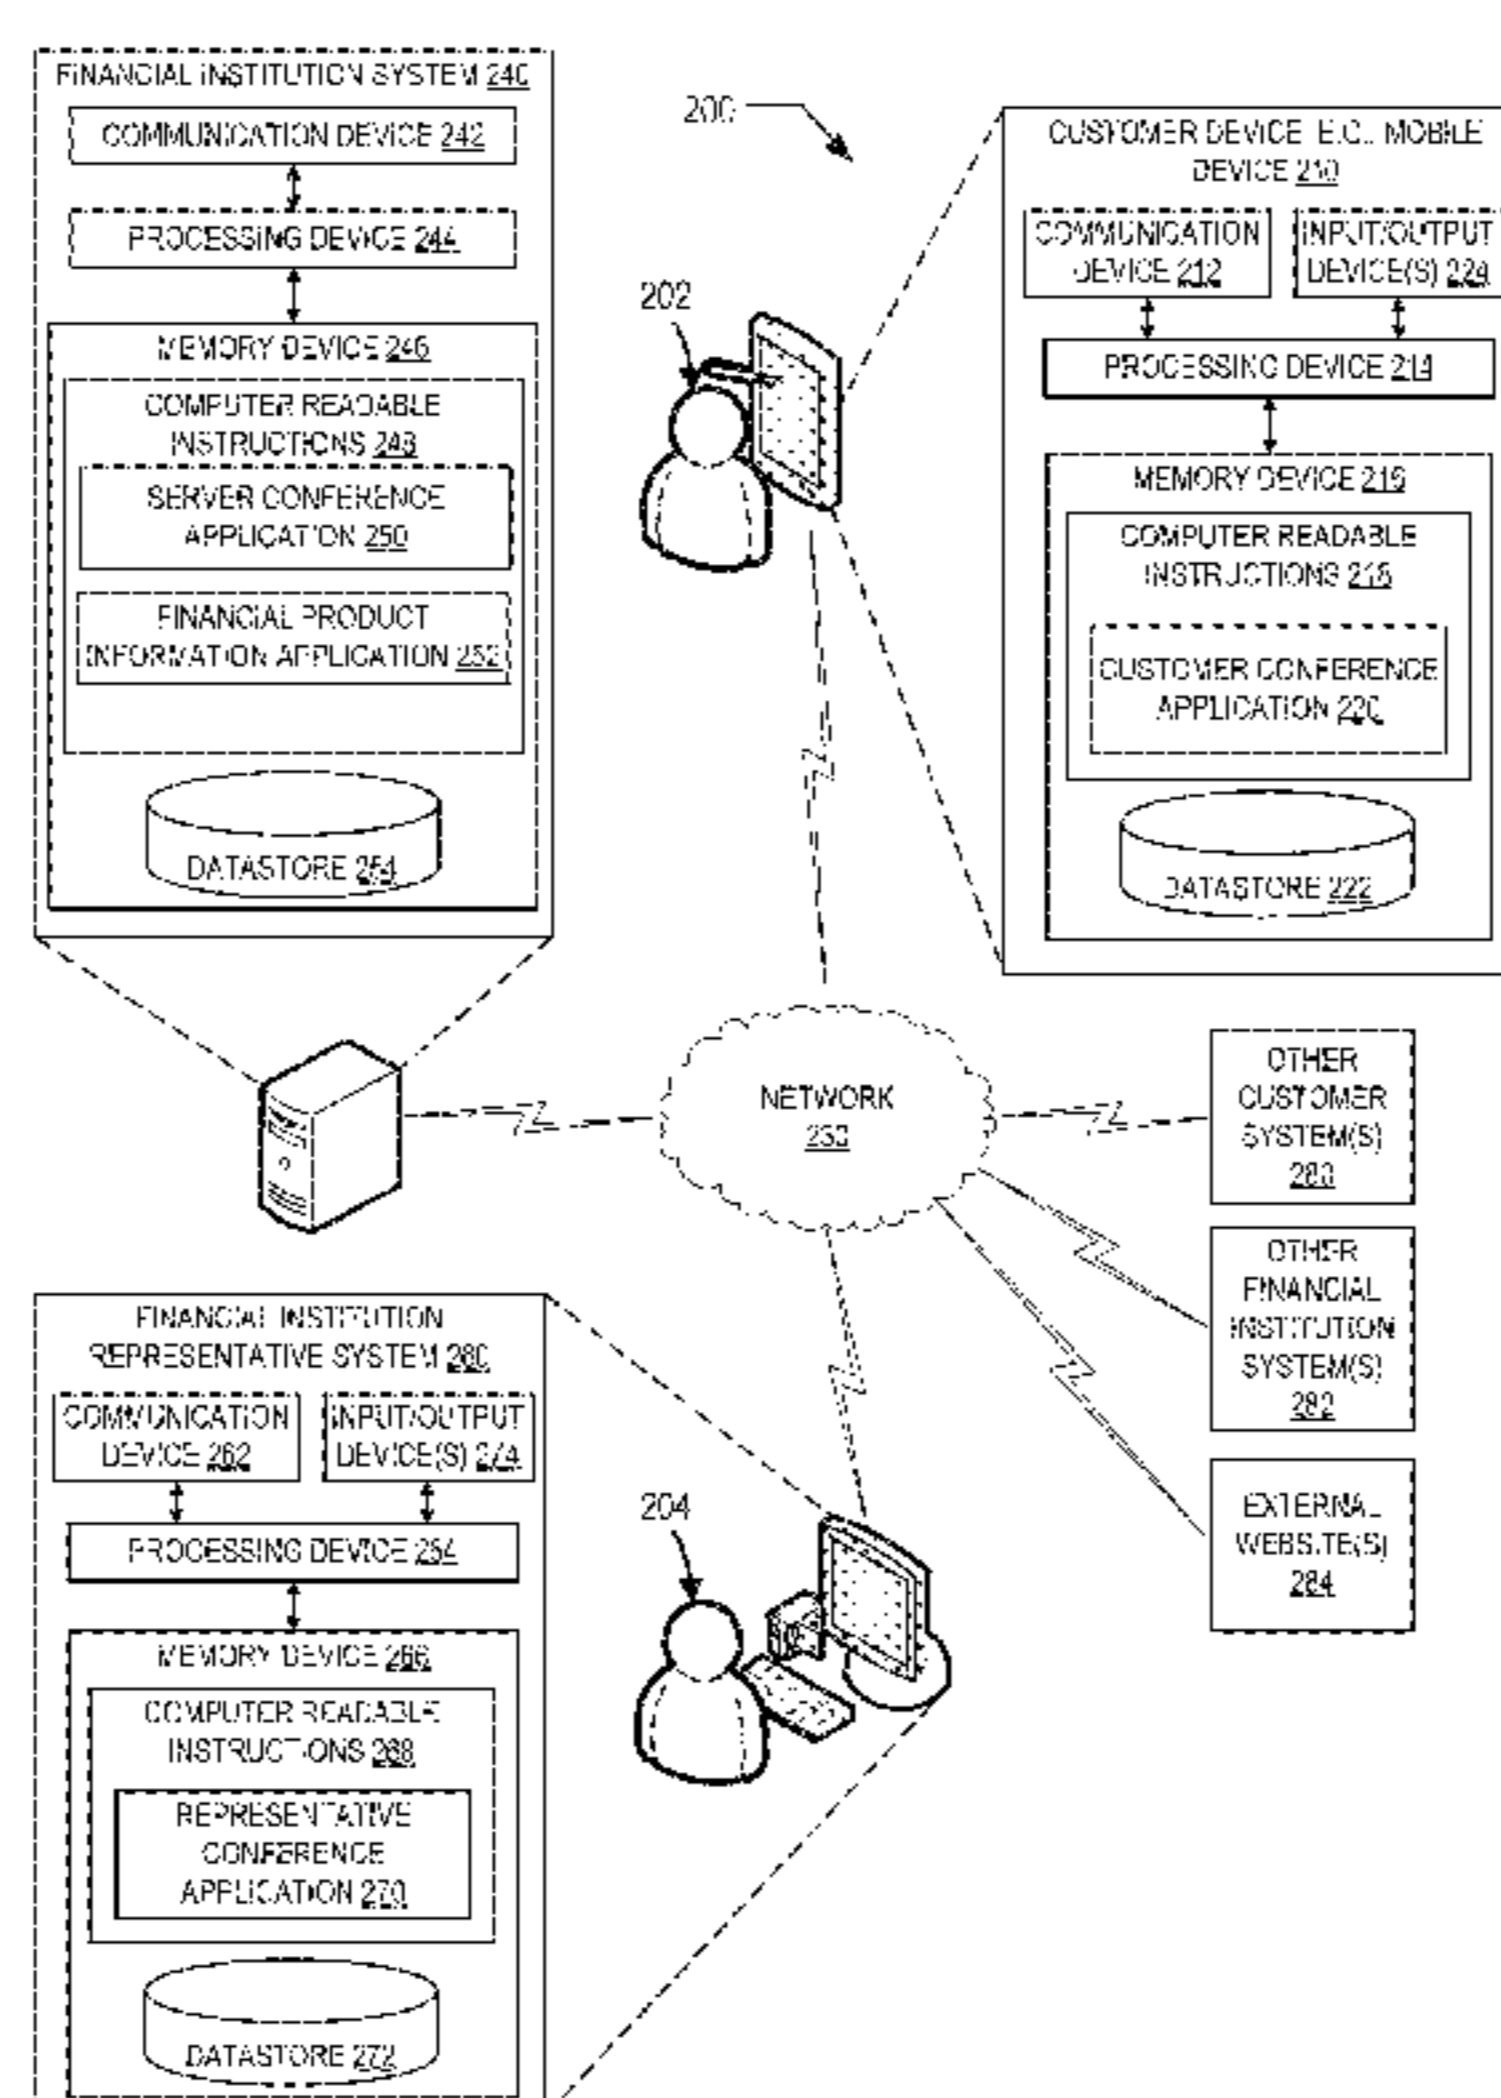 FINANCIAL INSTITUTION SYSTEM 240
COMMUNICATION DEVICE 242
PROCESSING DEVICE 244
MEMORY DEVICE 246
COMPUTER READABLE
INSTRUCTIONS 248
SERVER CONFERENCE
APPLICATION 250
FINANCIAL PRODUCT
INFORMATION APPLICATION 252
DATASTORE 254
200
202
CUSTOMER DEVICE E.G., MOBILE
DEVICE 210
COMMUNICATION
DEVICE 212
INPUT/OUTPUT
DEVICE(S) 224
PROCESSING DEVICE 214
MEMORY DEVICE 216
COMPUTER READABLE
INSTRUCTIONS 218
CUSTOMER CONFERENCE
APPLICATION 220
DATASTORE 222
NETWORK
OTHER
CUSTOMER
SYSTEM(S)
OTHER
FINANCIAL
INSTITUTION
SYSTEM(S)
282
EXTERNAL
WEBSITE(S)
284
FINANCIAL INSTITUTION
REPRESENTATIVE SYSTEM 260
COMMUNICATION
DEVICE 262
INPUT/OUTPUT
DEVICE(S) 274
PROCESSING DEVICE 264
MEMORY DEVICE 266
COMPUTER READABLE
INSTRUCTIONS 268
REPRESENTATIVE
CONFERENCE
APPLICATION 270
DATASTORE 272
204